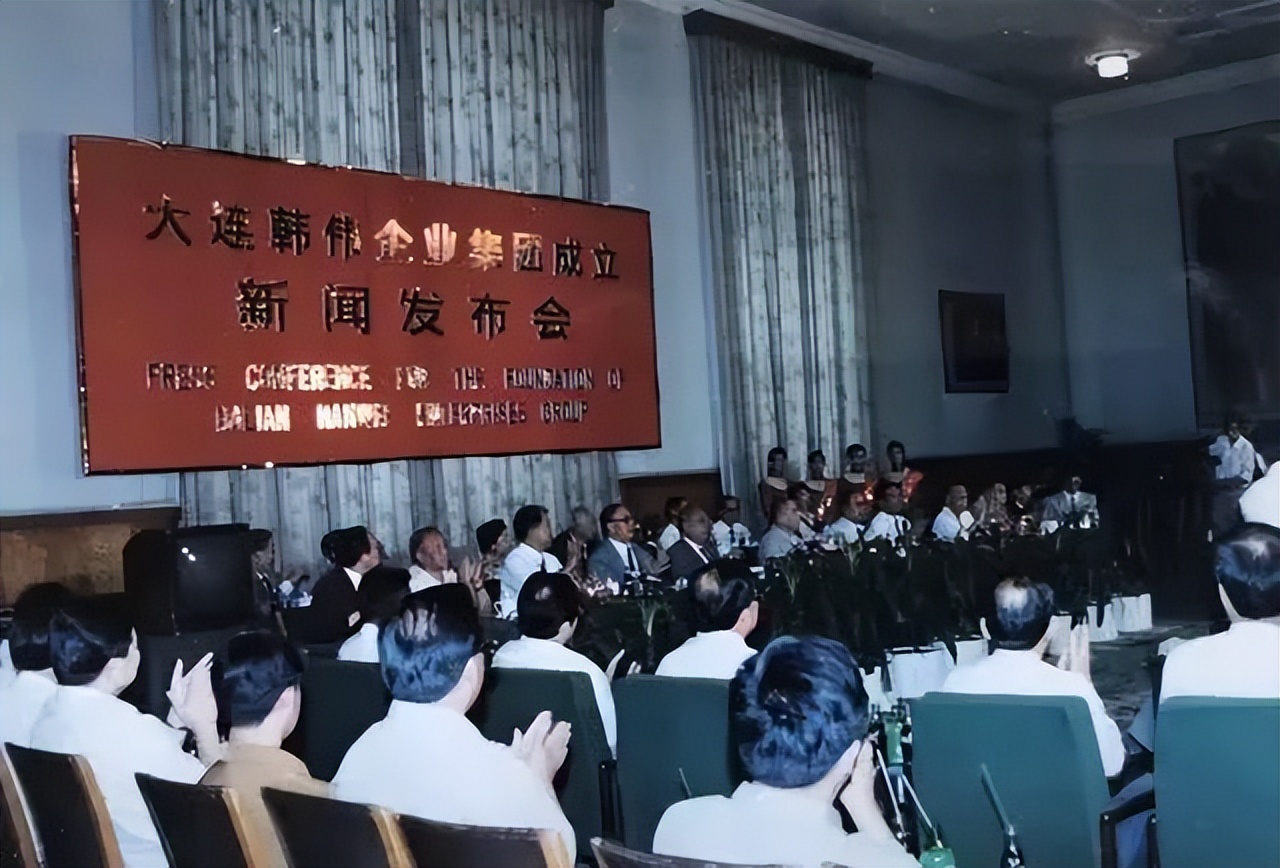 大连韩伟企业集团成立
新闻发布会
PRESS CONFERENCE FOR THE FOUNDATION OF
DALIAN HANWEI ENTERPRISES GROUP